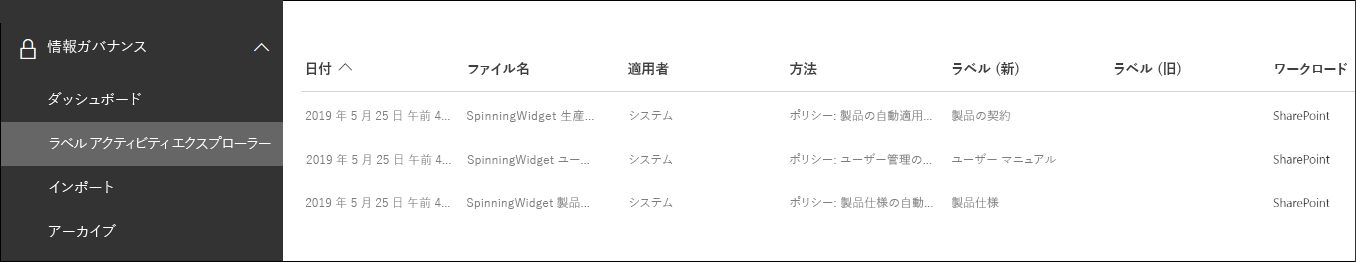 情報ガバナンス
ダッシュボード
ラベル アクティビティ エクスプローラー
インポート
アーカイブ
日付 ファイル名 適用者 方法 ラベル (新) ラベル (旧) ワークロード
2019 年 5 月 25 日 午前 4... SpinningWidget 生産... システム ポリシー: 製品の自動適用... 製品の契約 SharePoint
2019 年 5 月 25 日 午前 4... SpinningWidget ユー... システム ポリシー: ユーザー管理の... ユーザー マニュアル SharePoint
2019 年 5 月 25 日 午前 4... SpinningWidget 製品... システム ポリシー: 製品仕様の自動... 製品仕様 SharePoint